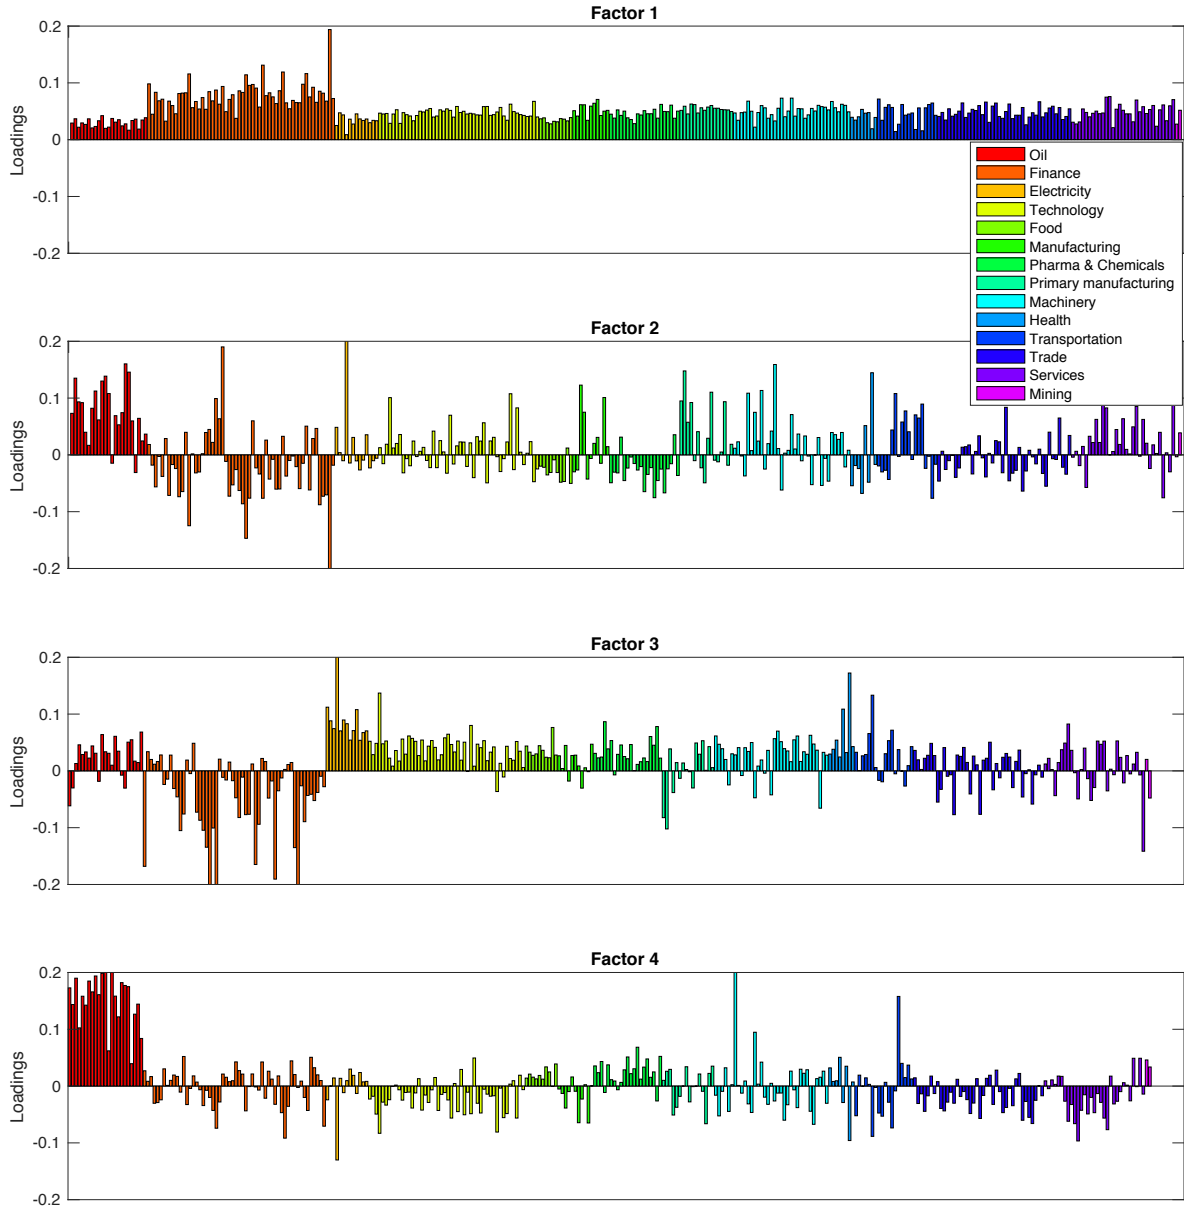 Factor 1
0.2
0.1
0
-0.1
-0.2
Loadings
Oil
Finance
Electricity
Technology
Food
Manufacturing
Pharma & Chemicals
Primary manufacturing
Machinery
Health
Transportation
Trade
Services
Mining
Factor 2
0.2
0.1
0
-0.1
-0.2
Loadings
Factor 3
0.2
0.1
0
-0.1
-0.2
Loadings
Factor 4
0.2
0.1
0
-0.1
-0.2
Loadings